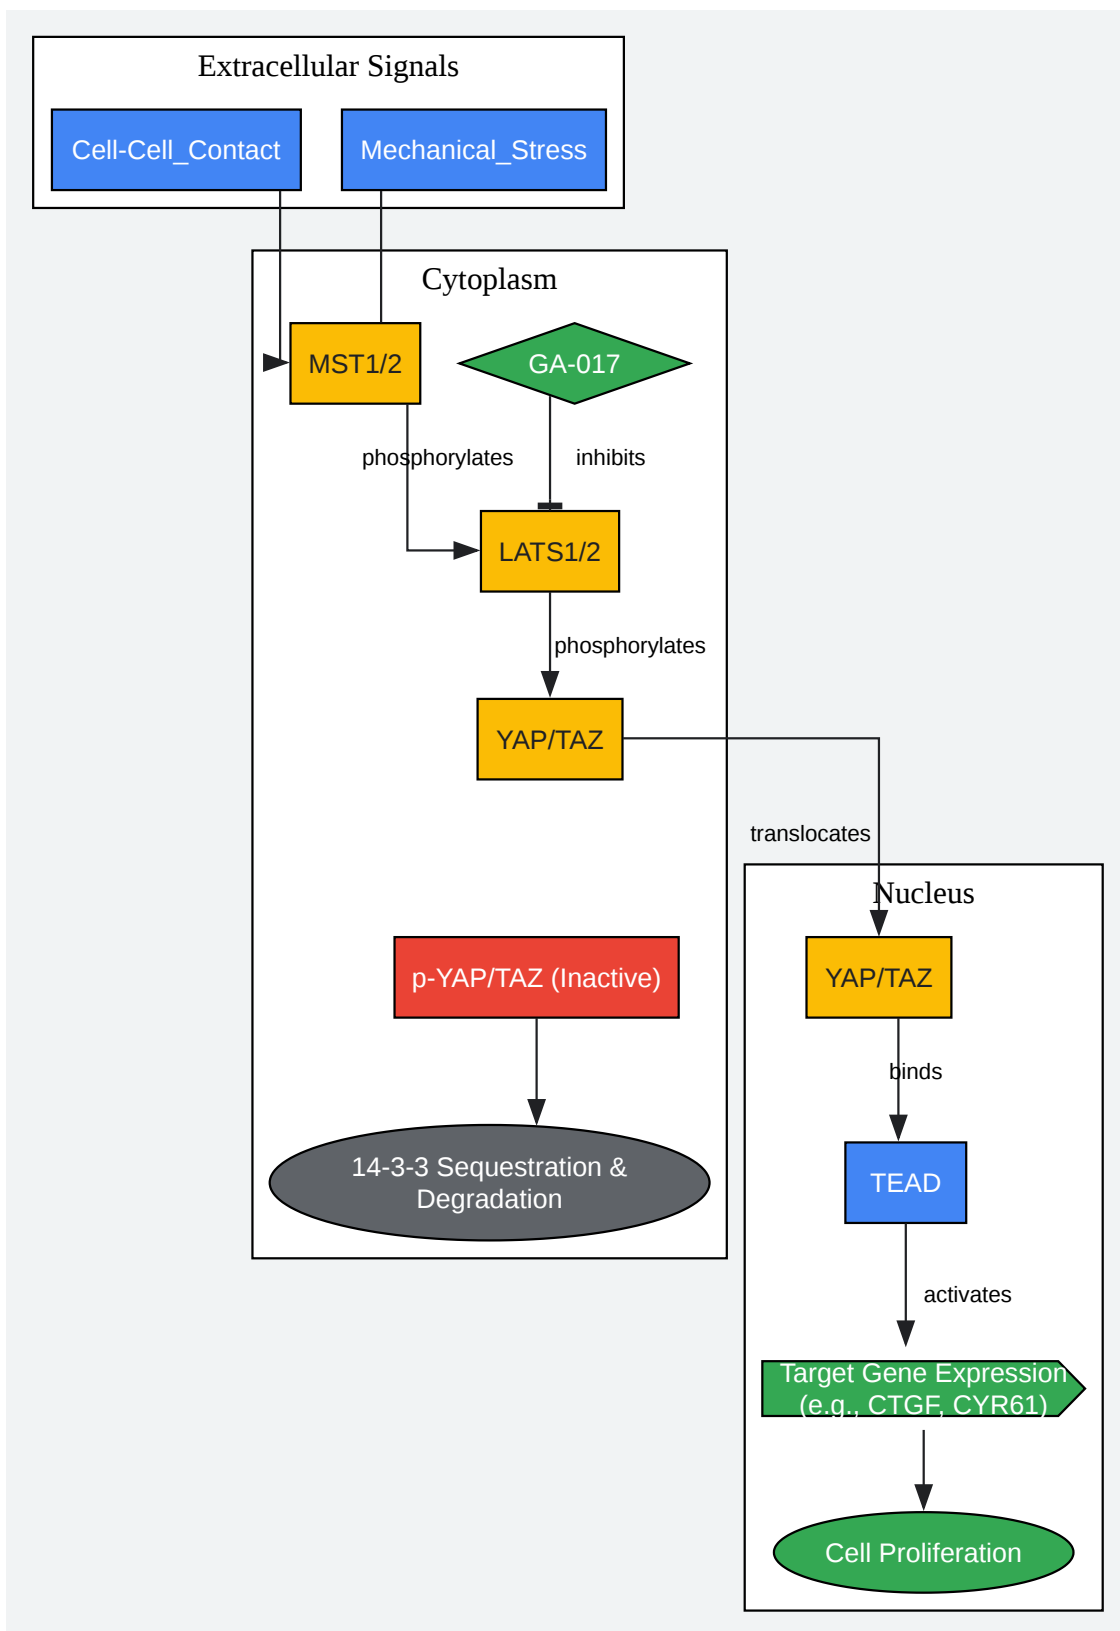 Extracellular Signals
Cell-Cell_Contact
Mechanical_Stress
Cytoplasm
MST1/2
GA-017
phosphorylates
inhibits
LATS1/2
phosphorylates
YAP/TAZ
translocates
Nucleus
p-YAP/TAZ (Inactive)
YAP/TAZ
binds
14-3-3 Sequestration &
Degradation
TEAD
activates
Target Gene Expression
(e.g., CTGF, CYR61)
Cell Proliferation